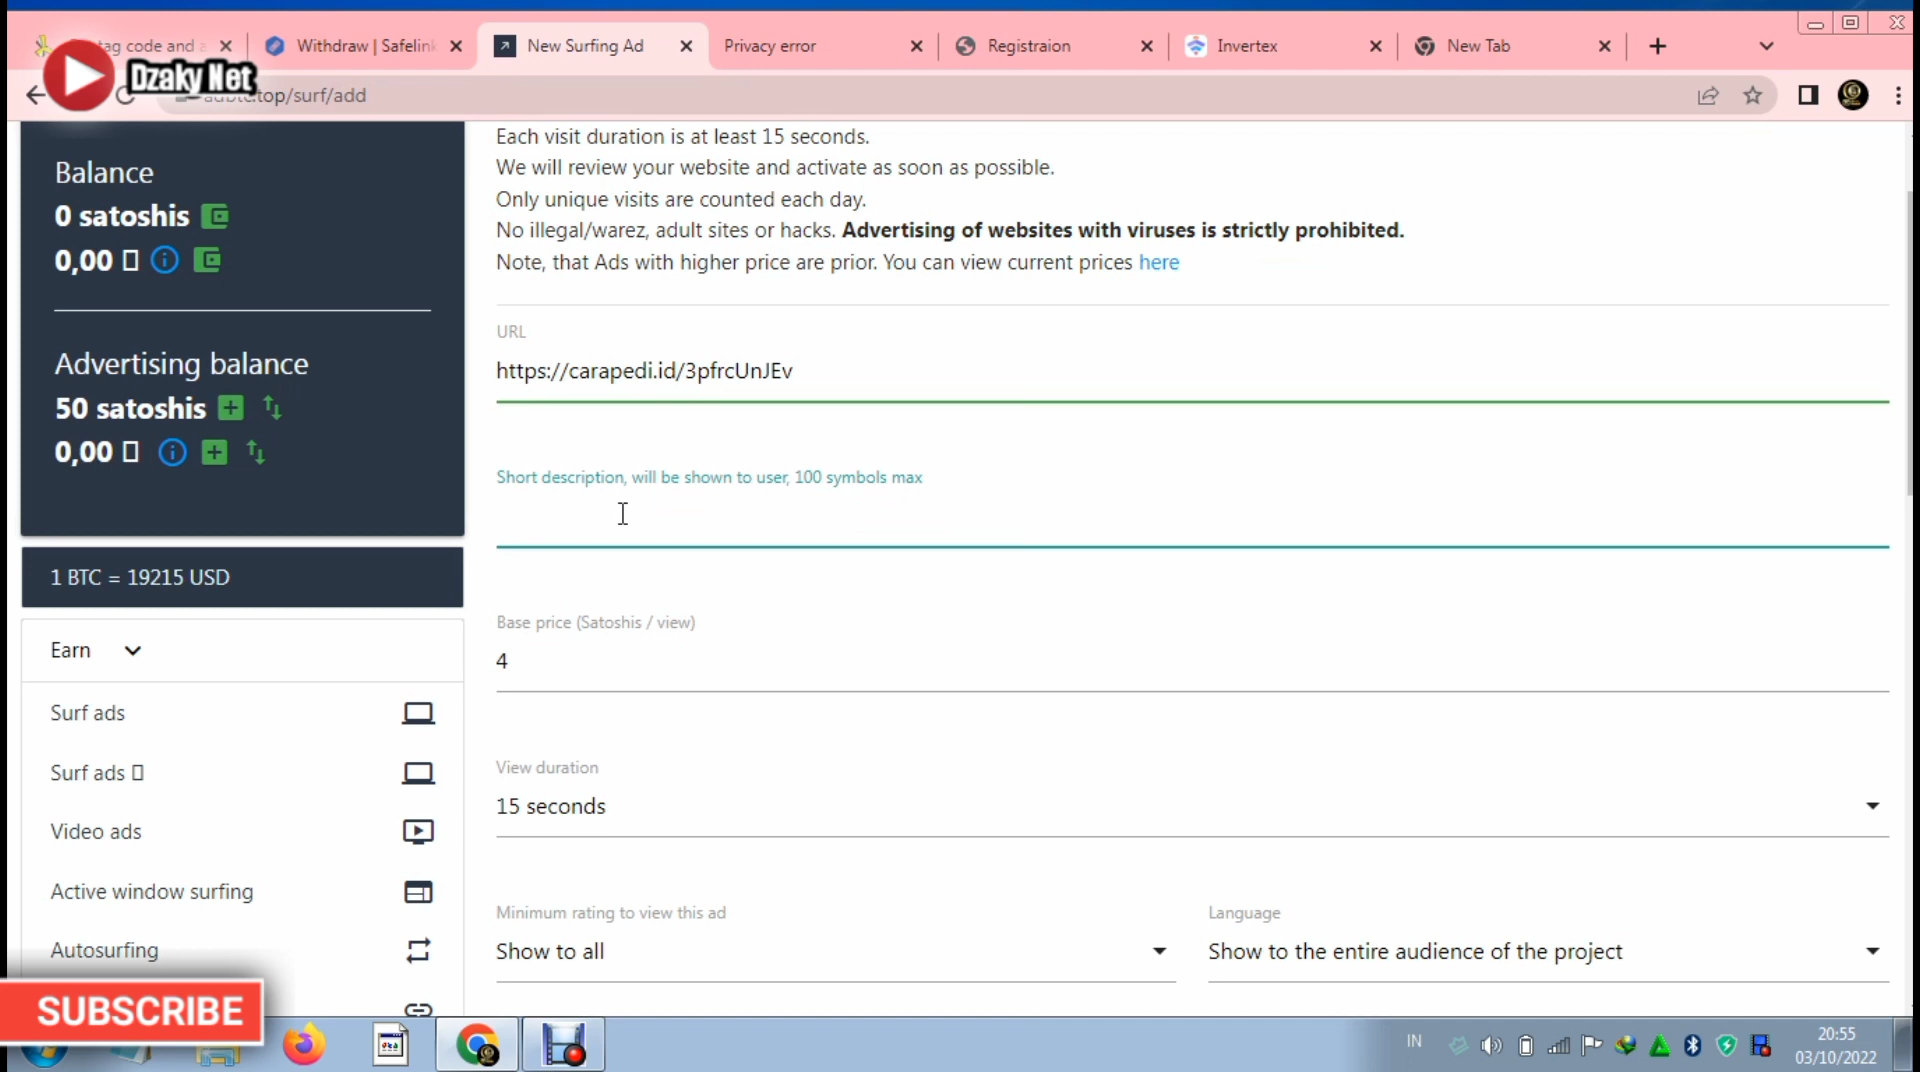 tag code and a
Withdraw | Safelink
New Surfing Ad
Privacy error
Registraion
Invertex
New Tab
Dzaky Net
adbtc.top/surf/add
Balance
0 satoshis
0,00
Advertising balance
50 satoshis
0,00
1 BTC = 19215 USD
Earn
Surf ads
Surf ads
Video ads
Active window surfing
Autosurfing
SUBSCRIBE
Each visit duration is at least 15 seconds.
We will review your website and activate as soon as possible.
Only unique visits are counted each day.
No illegal/warez, adult sites or hacks. Advertising of websites with viruses is strictly prohibited.
Note, that Ads with higher price are prior. You can view current prices here
URL
https://carapedi.id/3pfrcUnJEv
Short description, will be shown to user, 100 symbols max
Base price (Satoshis / view)
4
View duration
15 seconds
Minimum rating to view this ad
Show to all
Language
Show to the entire audience of the project
IN
20:55
03/10/2022